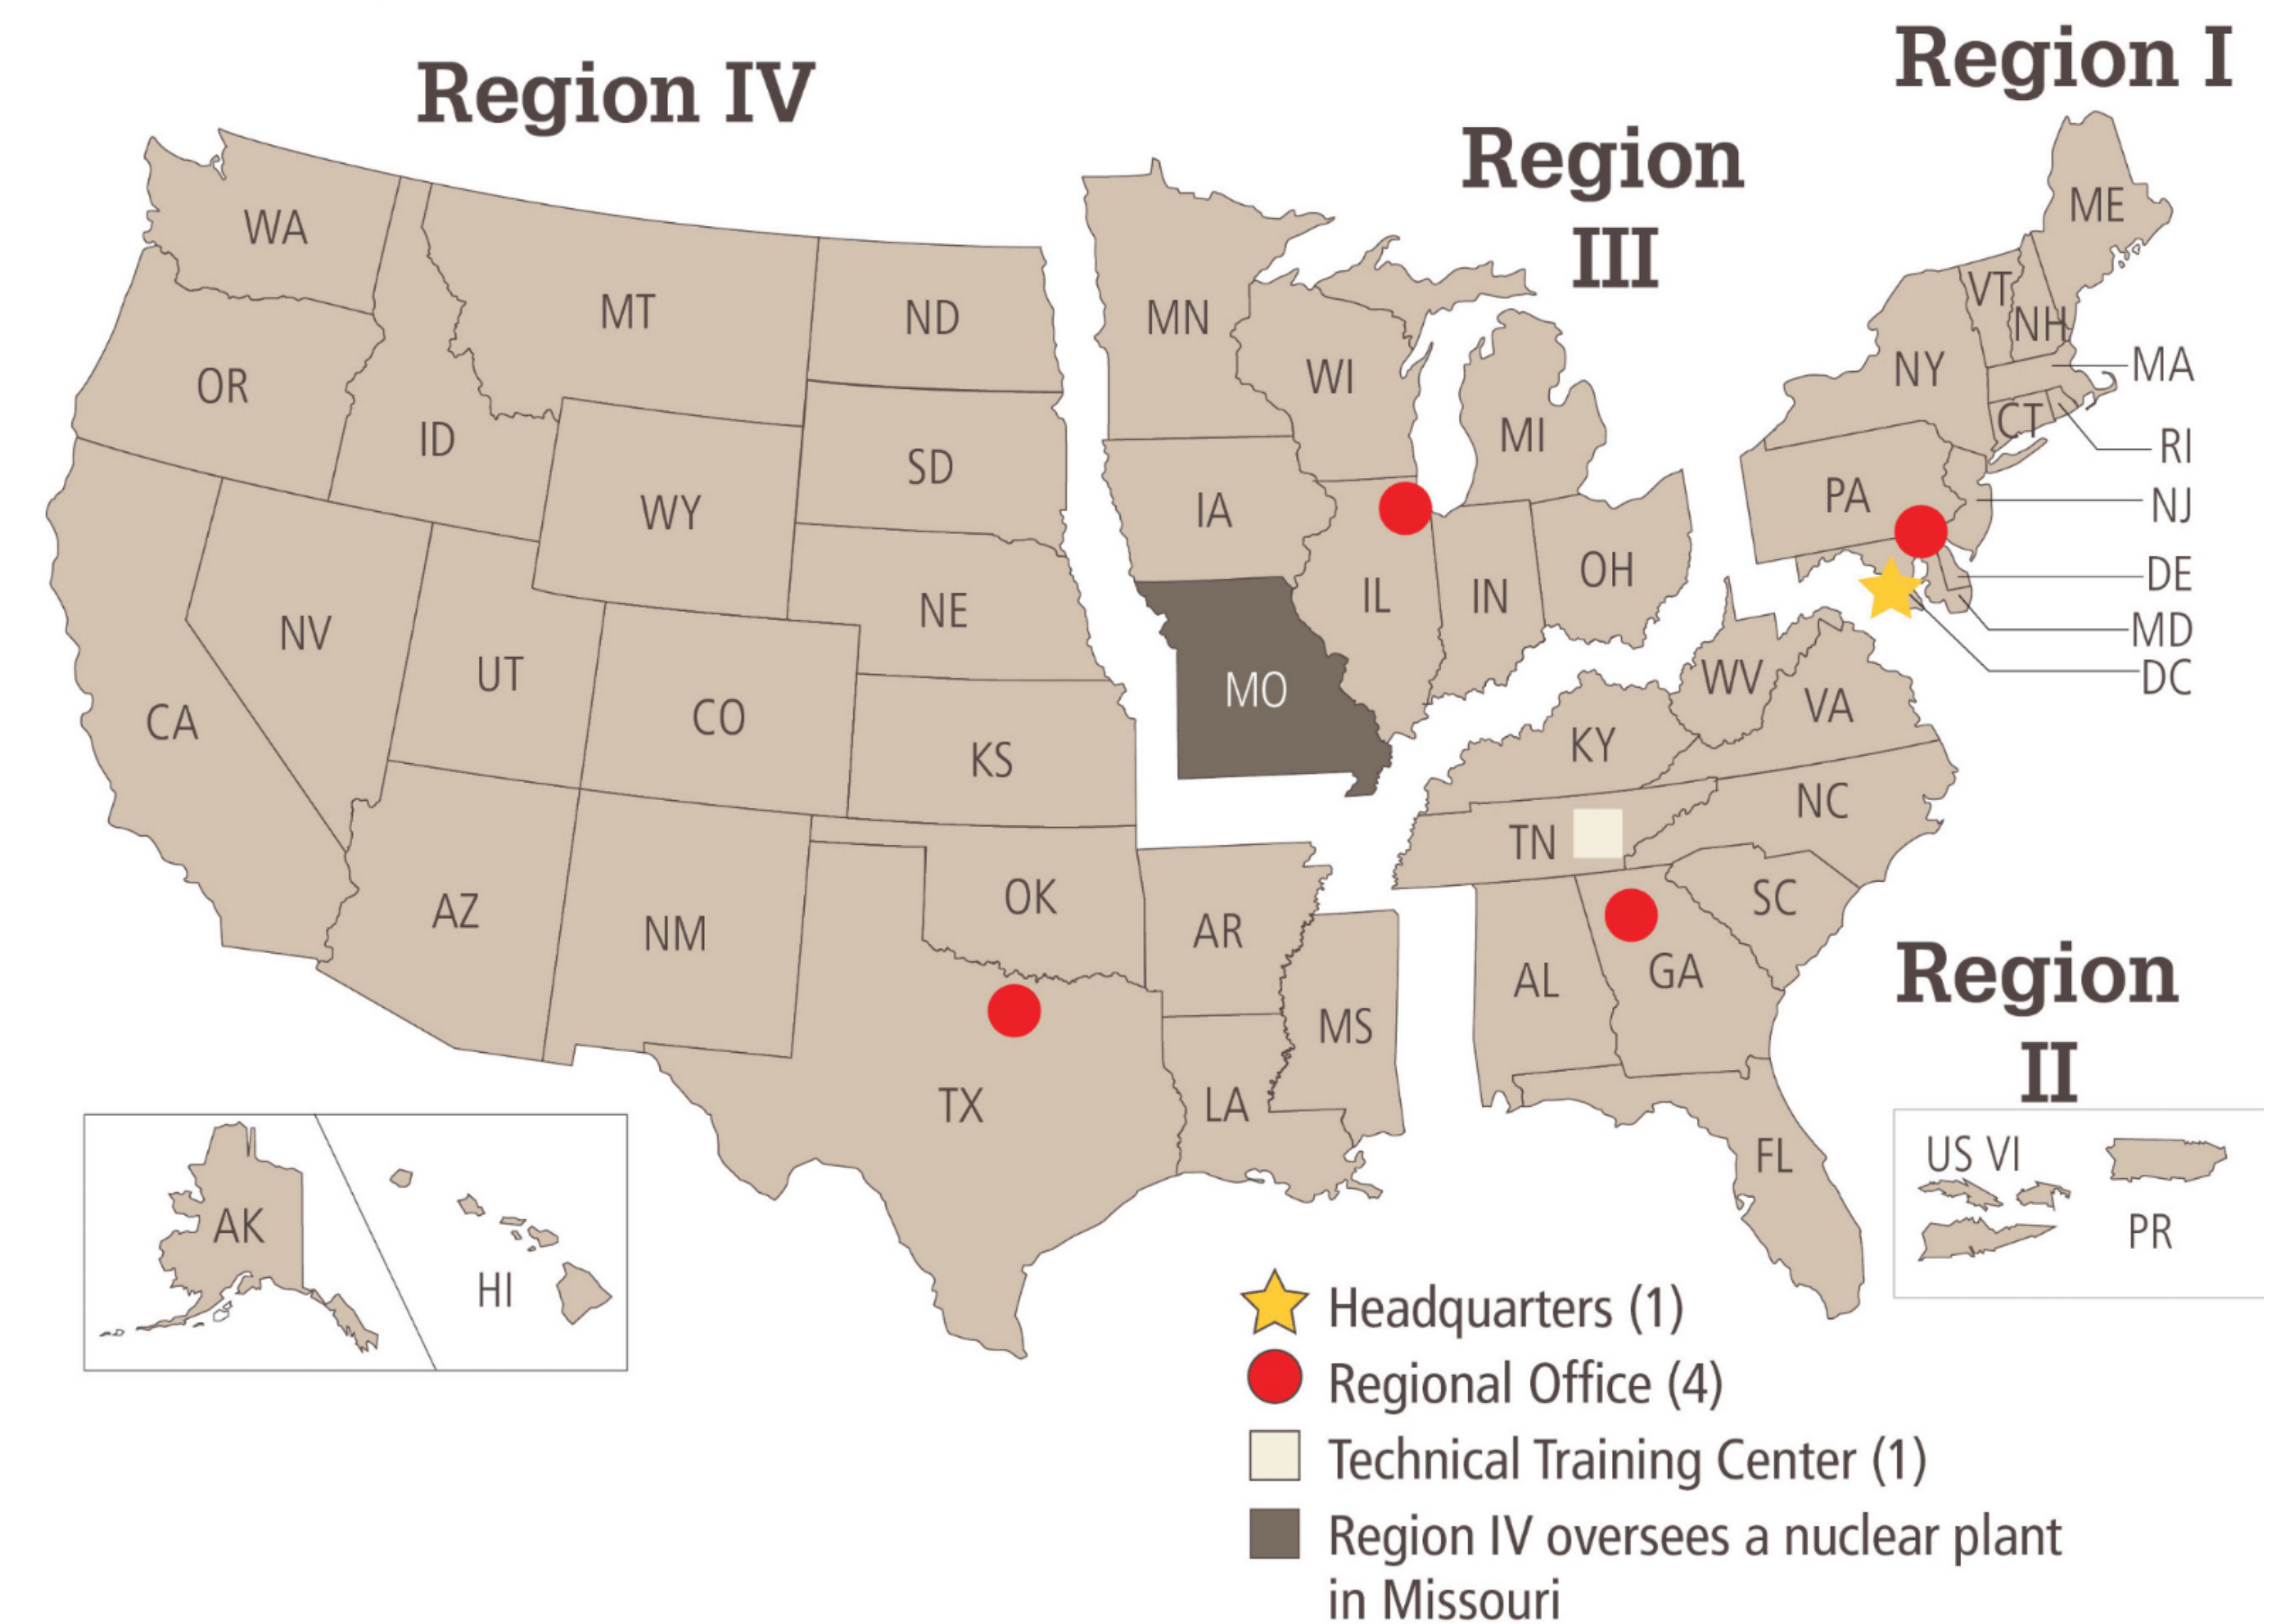 Region IV
Region I
Region
III
WA
MT
ND
MN
ME
VT
NH
OR
ID
SD
WI
MI
NY
MA
CT
RI
WY
IA
PA
NJ
NV
NE
IL
IN
OH
DE
MD
DC
UT
CO
MO
WV
VA
CA
KS
KY
NC
TN
AZ
NM
OK
AR
SC
AL
GA
MS
Region
II
TX
LA
FL
US VI
PR
AK
HI
Headquarters (1)
Regional Office (4)
Technical Training Center (1)
Region IV oversees a nuclear plant
in Missouri